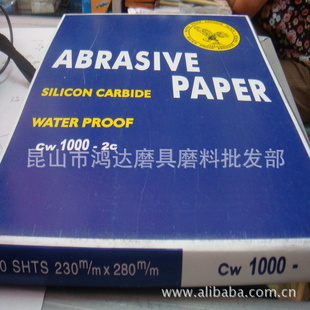 ABRASIVE
PAPER
SILICON CARBIDE
WATER PROOF
Cw 1000 - 2c
昆山市鸿达磨具磨料批发部
0 SHTS 230m/m x 280m/m
Cw 1000 -
www.alibaba.com.cn